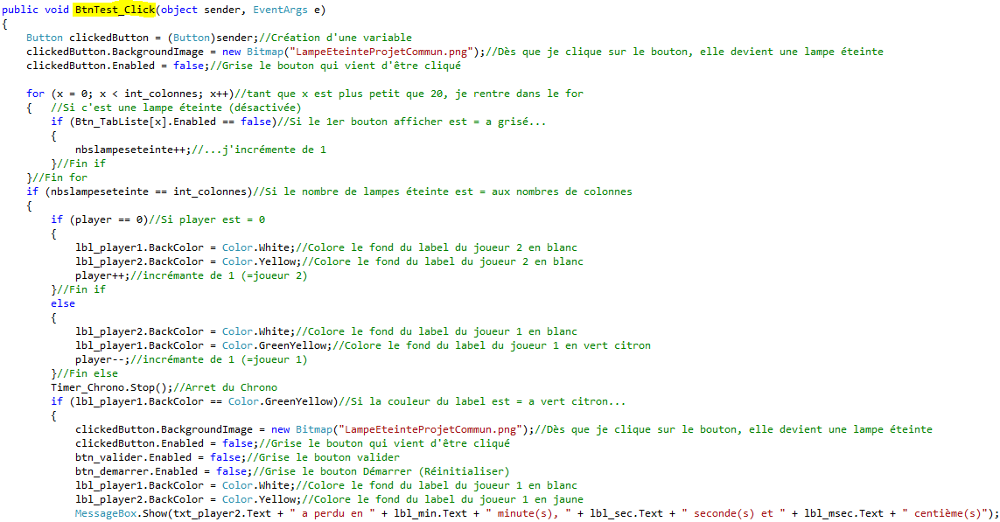 public void BtnTest_Click(object sender, EventArgs e)
{
Button clickedButton = (Button)sender;//Création d'une variable
clickedButton.BackgroundImage = new Bitmap("LampeEteinteProjetCommun.png");//Dès que je clique sur le bouton, elle devient une lampe éteinte
clickedButton.Enabled = false;//Grise le bouton qui vient d'être cliqué
for (x = 0; x < int_colonnes; x++)//tant que x est plus petit que 20, je rentre dans le for
{ //Si c'est une lampe éteinte (désactivée)
if (Btn_TabListe[x].Enabled == false)//Si le 1er bouton afficher est = a grisé...
{
nbslampeseteinte++;//...j'incrémente de 1
}//Fin if
}//Fin for
if (nbslampeseteinte == int_colonnes)//Si le nombre de lampes éteinte est = aux nombres de colonnes
{
if (player == 0)//Si player est = 0
{
lbl_player1.BackColor = Color.White;//Colore le fond du label du joueur 2 en blanc
lbl_player2.BackColor = Color.Yellow;//Colore le fond du label du joueur 2 en blanc
player++;//incrémante de 1 (=joueur 2)
}//Fin if
else
{
lbl_player2.BackColor = Color.White;//Colore le fond du label du joueur 1 en blanc
lbl_player1.BackColor = Color.GreenYellow;//Colore le fond du label du joueur 1 en vert citron
player--;//incrémante de 1 (=joueur 1)
}//Fin else
Timer_Chrono.Stop();//Arret du Chrono
if (lbl_player1.BackColor == Color.GreenYellow)//Si la couleur du label est = a vert citron...
{
clickedButton.BackgroundImage = new Bitmap("LampeEteinteProjetCommun.png");//Dès que je clique sur le bouton, elle devient une lampe éteinte
clickedButton.Enabled = false;//Grise le bouton qui vient d'être cliqué
btn_valider.Enabled = false;//Grise le bouton valider
btn_demarrer.Enabled = false;//Grise le bouton Démarrer (Réinitialiser)
lbl_player1.BackColor = Color.White;//Colore le fond du label du joueur 1 en blanc
lbl_player2.BackColor = Color.Yellow;//Colore le fond du label du joueur 1 en jaune
MessageBox.Show(txt_player2.Text + " a perdu en " + lbl_min.Text + " minute(s), " + lbl_sec.Text + " seconde(s) et " + lbl_msec.Text + " centième(s)");